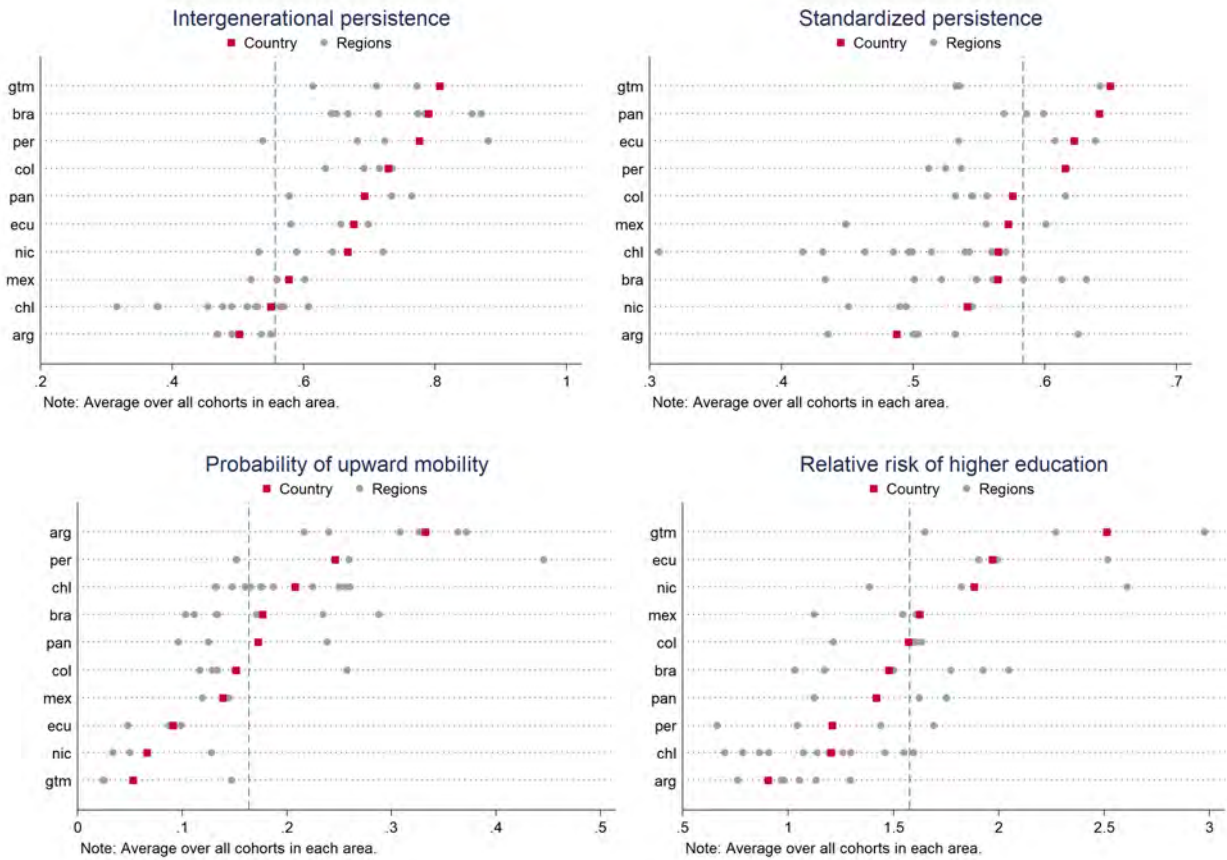 Intergenerational persistence
Country Regions
gtm
bra
per
col
pan
ecu
nic
mex
chl
arg
.2 .4 .6 .8 1
Note: Average over all cohorts in each area.
Standardized persistence
Country Regions
gtm
pan
ecu
per
col
mex
chl
bra
nic
arg
.3 .4 .5 .6 .7
Note: Average over all cohorts in each area.
Probability of upward mobility
Country Regions
arg
per
chl
bra
pan
col
mex
ecu
nic
gtm
0 .1 .2 .3 .4 .5
Note: Average over all cohorts in each area.
Relative risk of higher education
Country Regions
gtm
ecu
nic
mex
col
bra
pan
per
chl
arg
.5 1 1.5 2 2.5 3
Note: Average over all cohorts in each area.